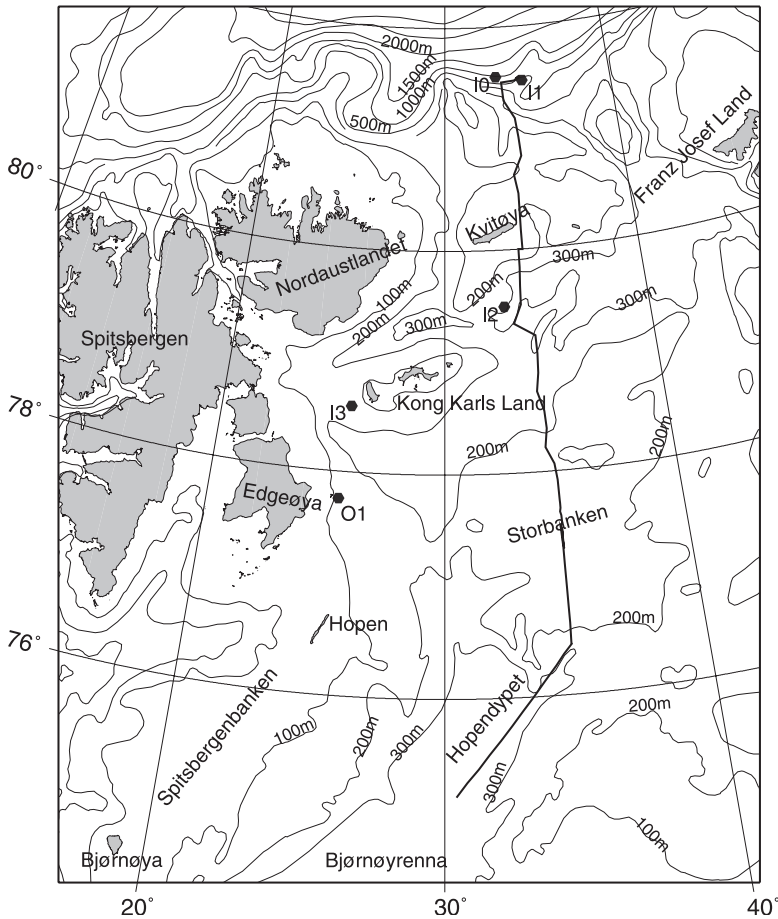 2000m
1500m
1000m
I0
I1
500m
Franz Josef Land
80°
Kvitøya
Nordaustlandet
300m
200m
100m
300m
I2
200m
300m
Spitsbergen
Kong Karls Land
78°
I3
200m
200m
Edgeøya
O1
Storbanken
Hopen
200m
76°
Spitsbergenbanken
Hopendypet
200m
100m
200m
300m
300m
100m
Bjørnøya
Bjørnøyrenna
20°
30°
40°